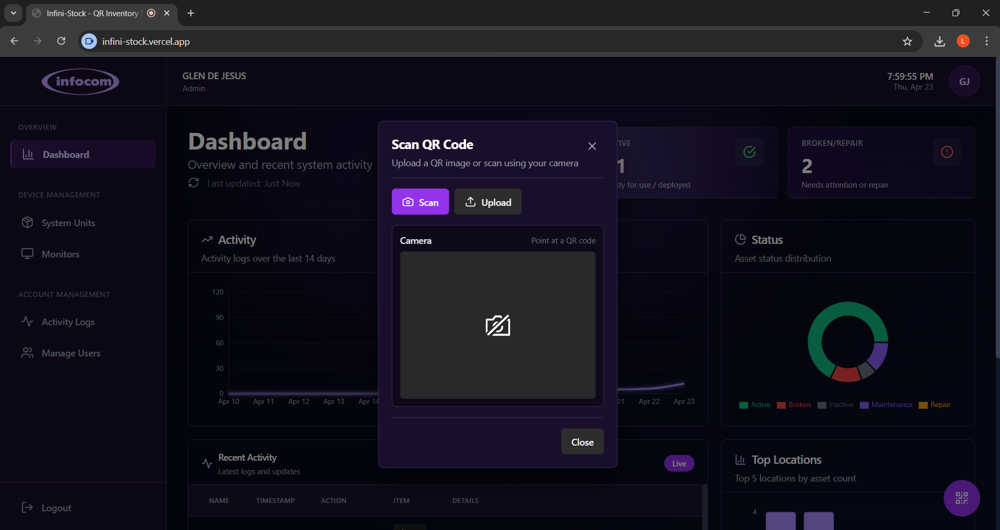 Infini-Stock - QR Inventory
infini-stock.vercel.app
L
infocom
GLEN DE JESUS
Admin
7:59:55 PM
Thu, Apr 23
GJ
OVERVIEW
Dashboard
DEVICE MANAGEMENT
System Units
Monitors
ACCOUNT MANAGEMENT
Activity Logs
Manage Users
Logout
Dashboard
Overview and recent system activity
Last updated: Just Now
Scan QR Code
Upload a QR image or scan using your camera
Scan
Upload
Camera
Point at a QR code
Close
TIVE
1
dy for use / deployed
BROKEN/REPAIR
2
Needs attention or repair
Activity
Activity logs over the last 14 days
120
90
60
30
0
Apr 10 Apr 11 Apr 12 Apr 13 Apr 14 21 Apr 22 Apr 23
Status
Asset status distribution
Active Broken Inactive Maintenance Repair
Recent Activity
Latest logs and updates
Live
NAME TIMESTAMP ACTION ITEM DETAILS
Top Locations
Top 5 locations by asset count
4